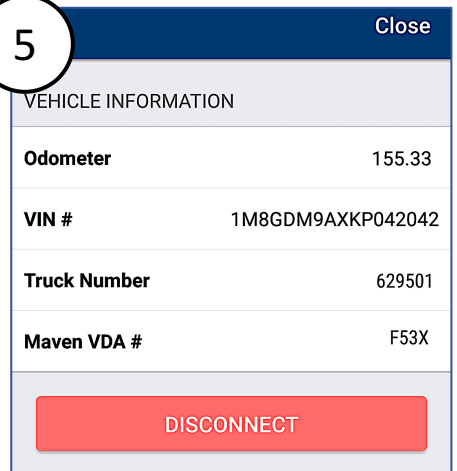 5
Close
VEHICLE INFORMATION
Odometer 155.33
VIN # 1M8GDM9AXKP042042
Truck Number 629501
Maven VDA # F53X
DISCONNECT